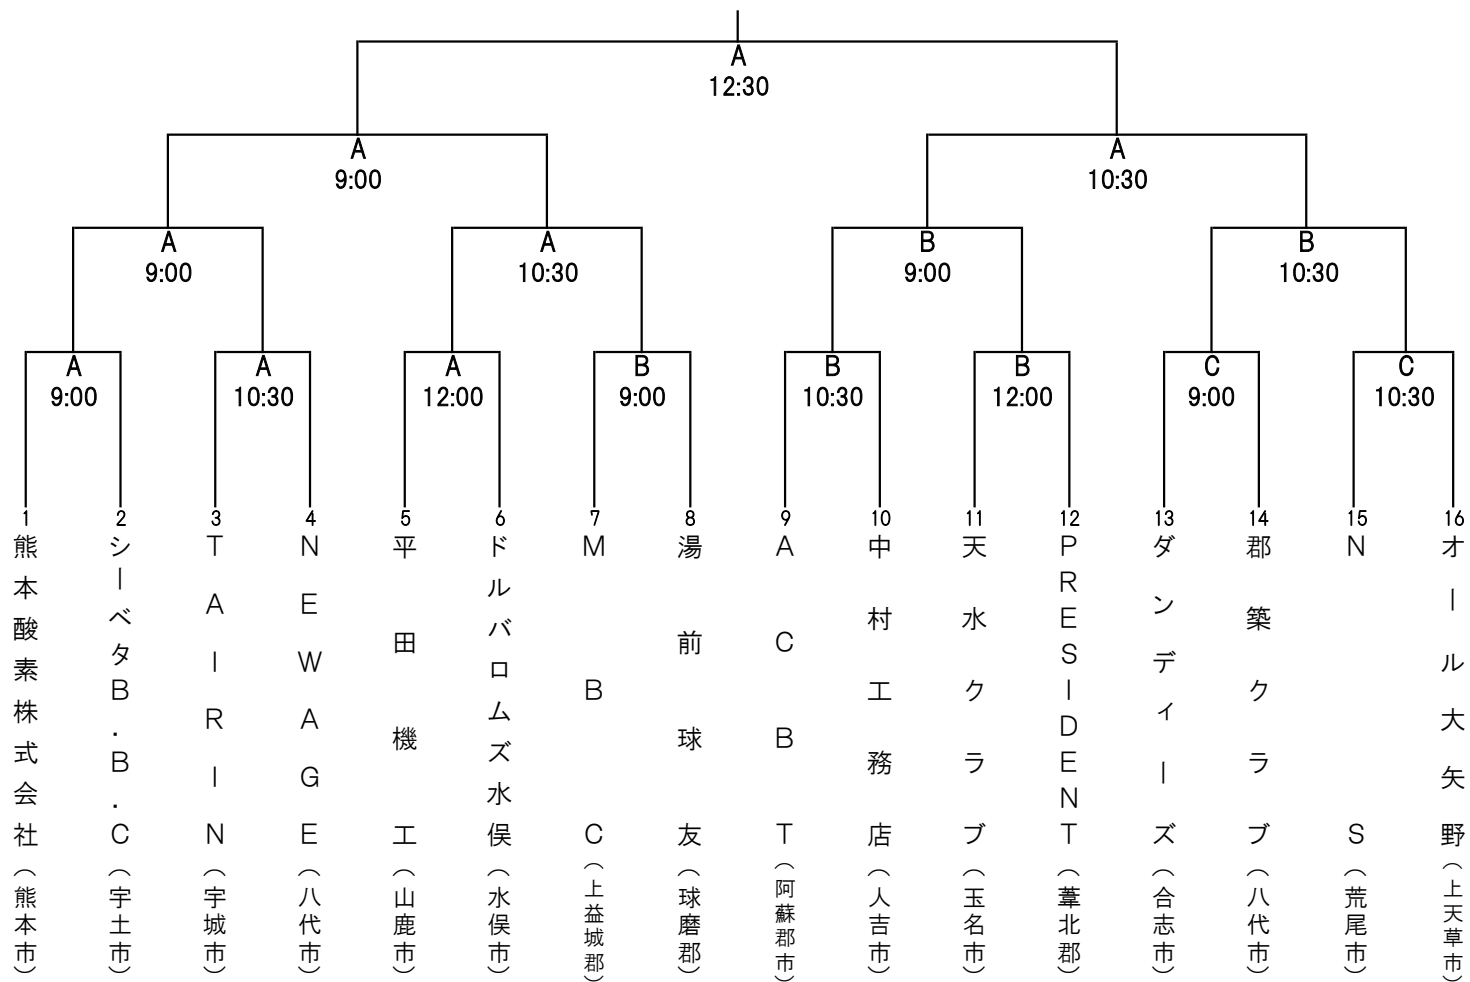 A
12:30
A
9:00
A
10:30
A
9:00
A
10:30
B
9:00
B
10:30
A
9:00
A
10:30
A
12:00
B
9:00
B
10:30
B
12:00
C
9:00
C
10:30
1
熊本酸素株式会社(熊本市)
2
シーベタB.B.C(宇土市)
3
TAIRIN(宇城市)
4
NEWAGE(八代市)
5
平田機工(山鹿市)
6
ドルバロムズ水俣(水俣市)
7
MBC(上益城郡)
8
湯前球友(球磨郡)
9
ACBT(阿蘇郡市)
10
中村工務店(人吉市)
11
天水クラブ(玉名市)
12
PRESIDENT(葦北郡)
13
ダンディーズ(合志市)
14
郡築クラブ(八代市)
15
NS(荒尾市)
16
オール大矢野(上天草市)